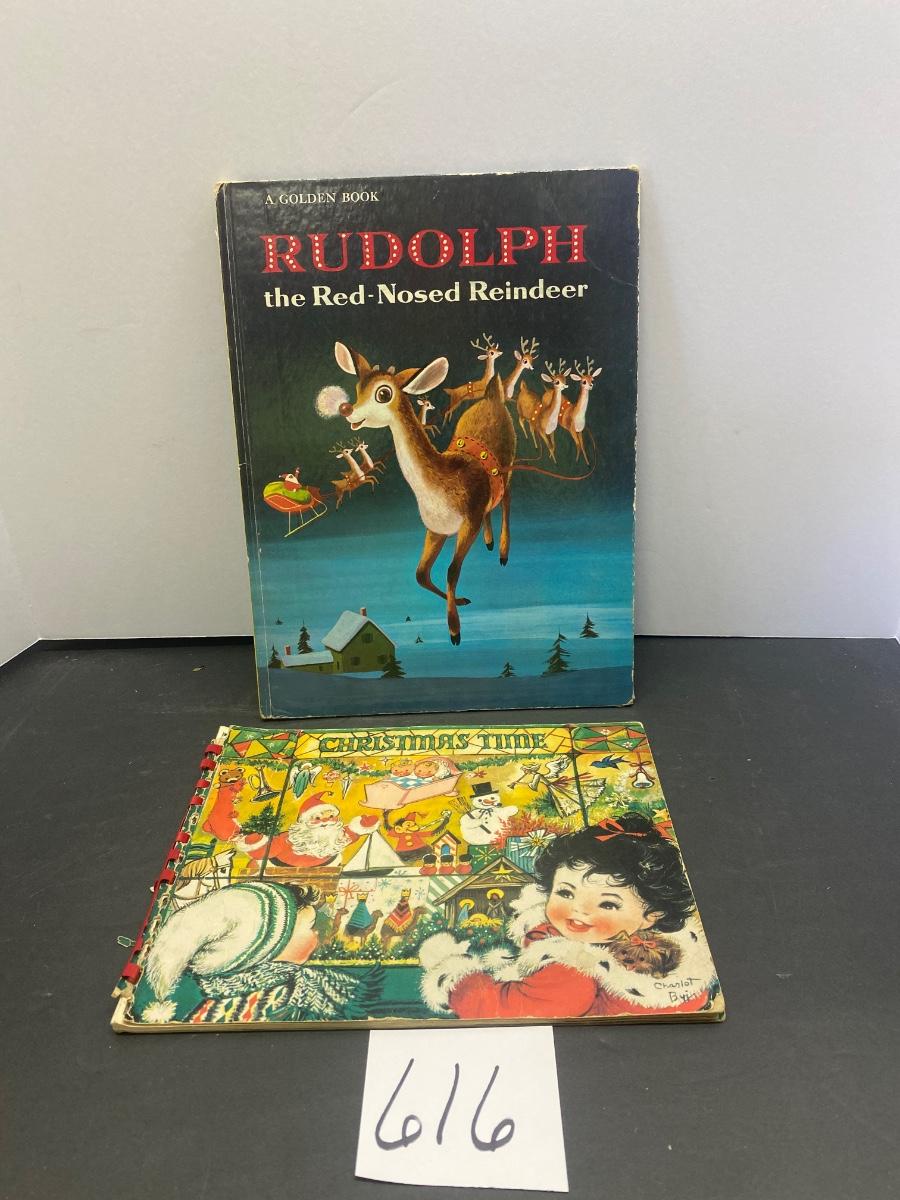 A GOLDEN BOOK
RUDOLPH
the Red-Nosed Reindeer
CHRISTMAS TIME
Charlot
Byj
616